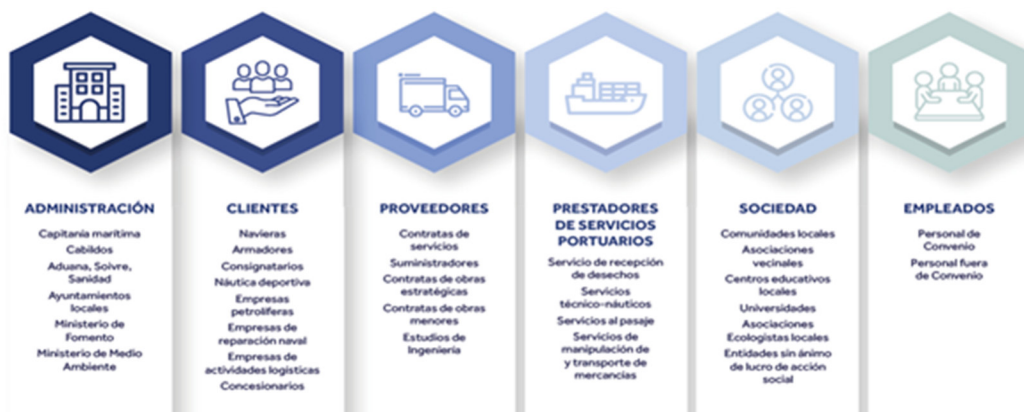 ADMINISTRACIÓN
Capitanía marítima
Cabildos
Aduana, Soivre,
Sanidad
Ayuntamientos
locales
Ministerio de
Fomento
Ministerio de Medio
Ambiente
CLIENTES
Navieras
Armadores
Consignatarios
Náutica deportiva
Empresas
petrolíferas
Empresas de
reparación naval
Empresas de
actividades logísticas
Concesionarios
PROVEEDORES
Contratas de
servicios
Suministradores
Contratas de obras
estratégicas
Contratas de obras
menores
Estudios de
Ingeniería
PRESTADORES
DE SERVICIOS
PORTUARIOS
Servicio de recepción
de desechos
Servicios
técnico-náuticos
Servicios al pasaje
Servicios de
manipulación de
y transporte de
mercancías
SOCIEDAD
Comunidades locales
Asociaciones
vecinales
Centros educativos
locales
Universidades
Asociaciones
Ecologistas locales
Entidades sin ánimo
de lucro de acción
social
EMPLEADOS
Personal de
Convenio
Personal fuera
de Convenio